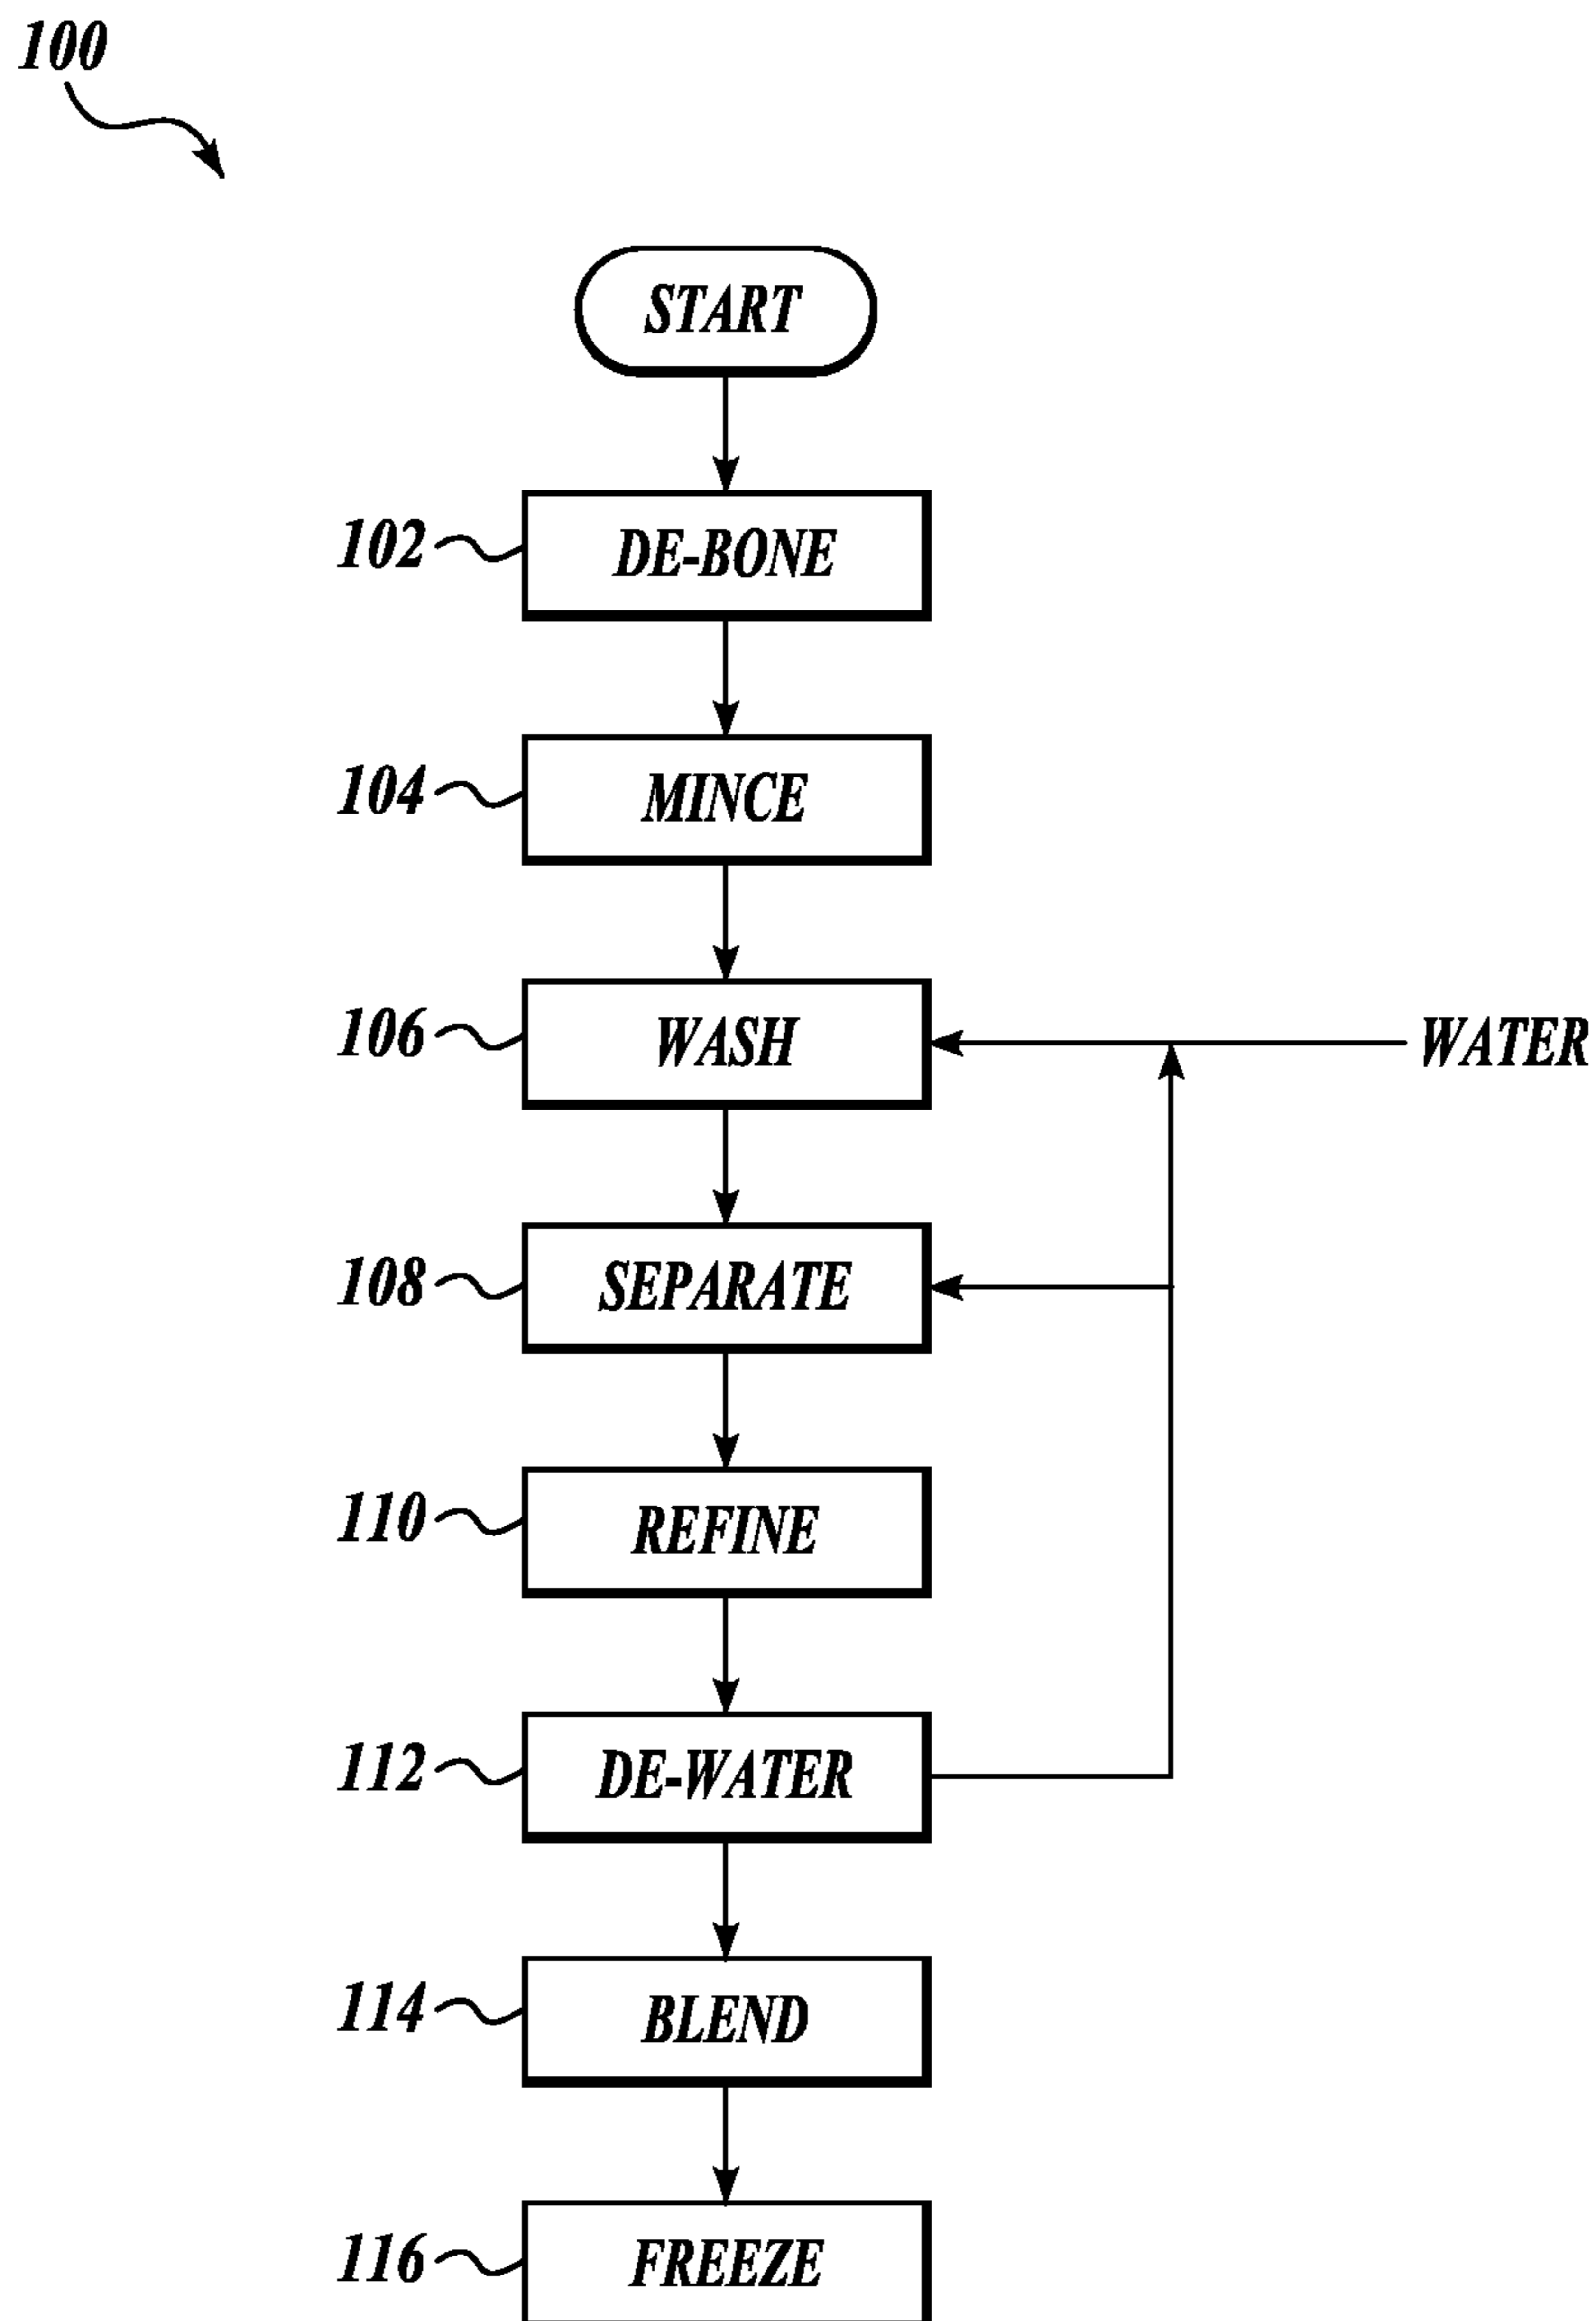 100
START
102 DE-BONE
104 MINCE
106 WASH WATER
108 SEPARATE
110 REFINE
112 DE-WATER
114 BLEND
116 FREEZE